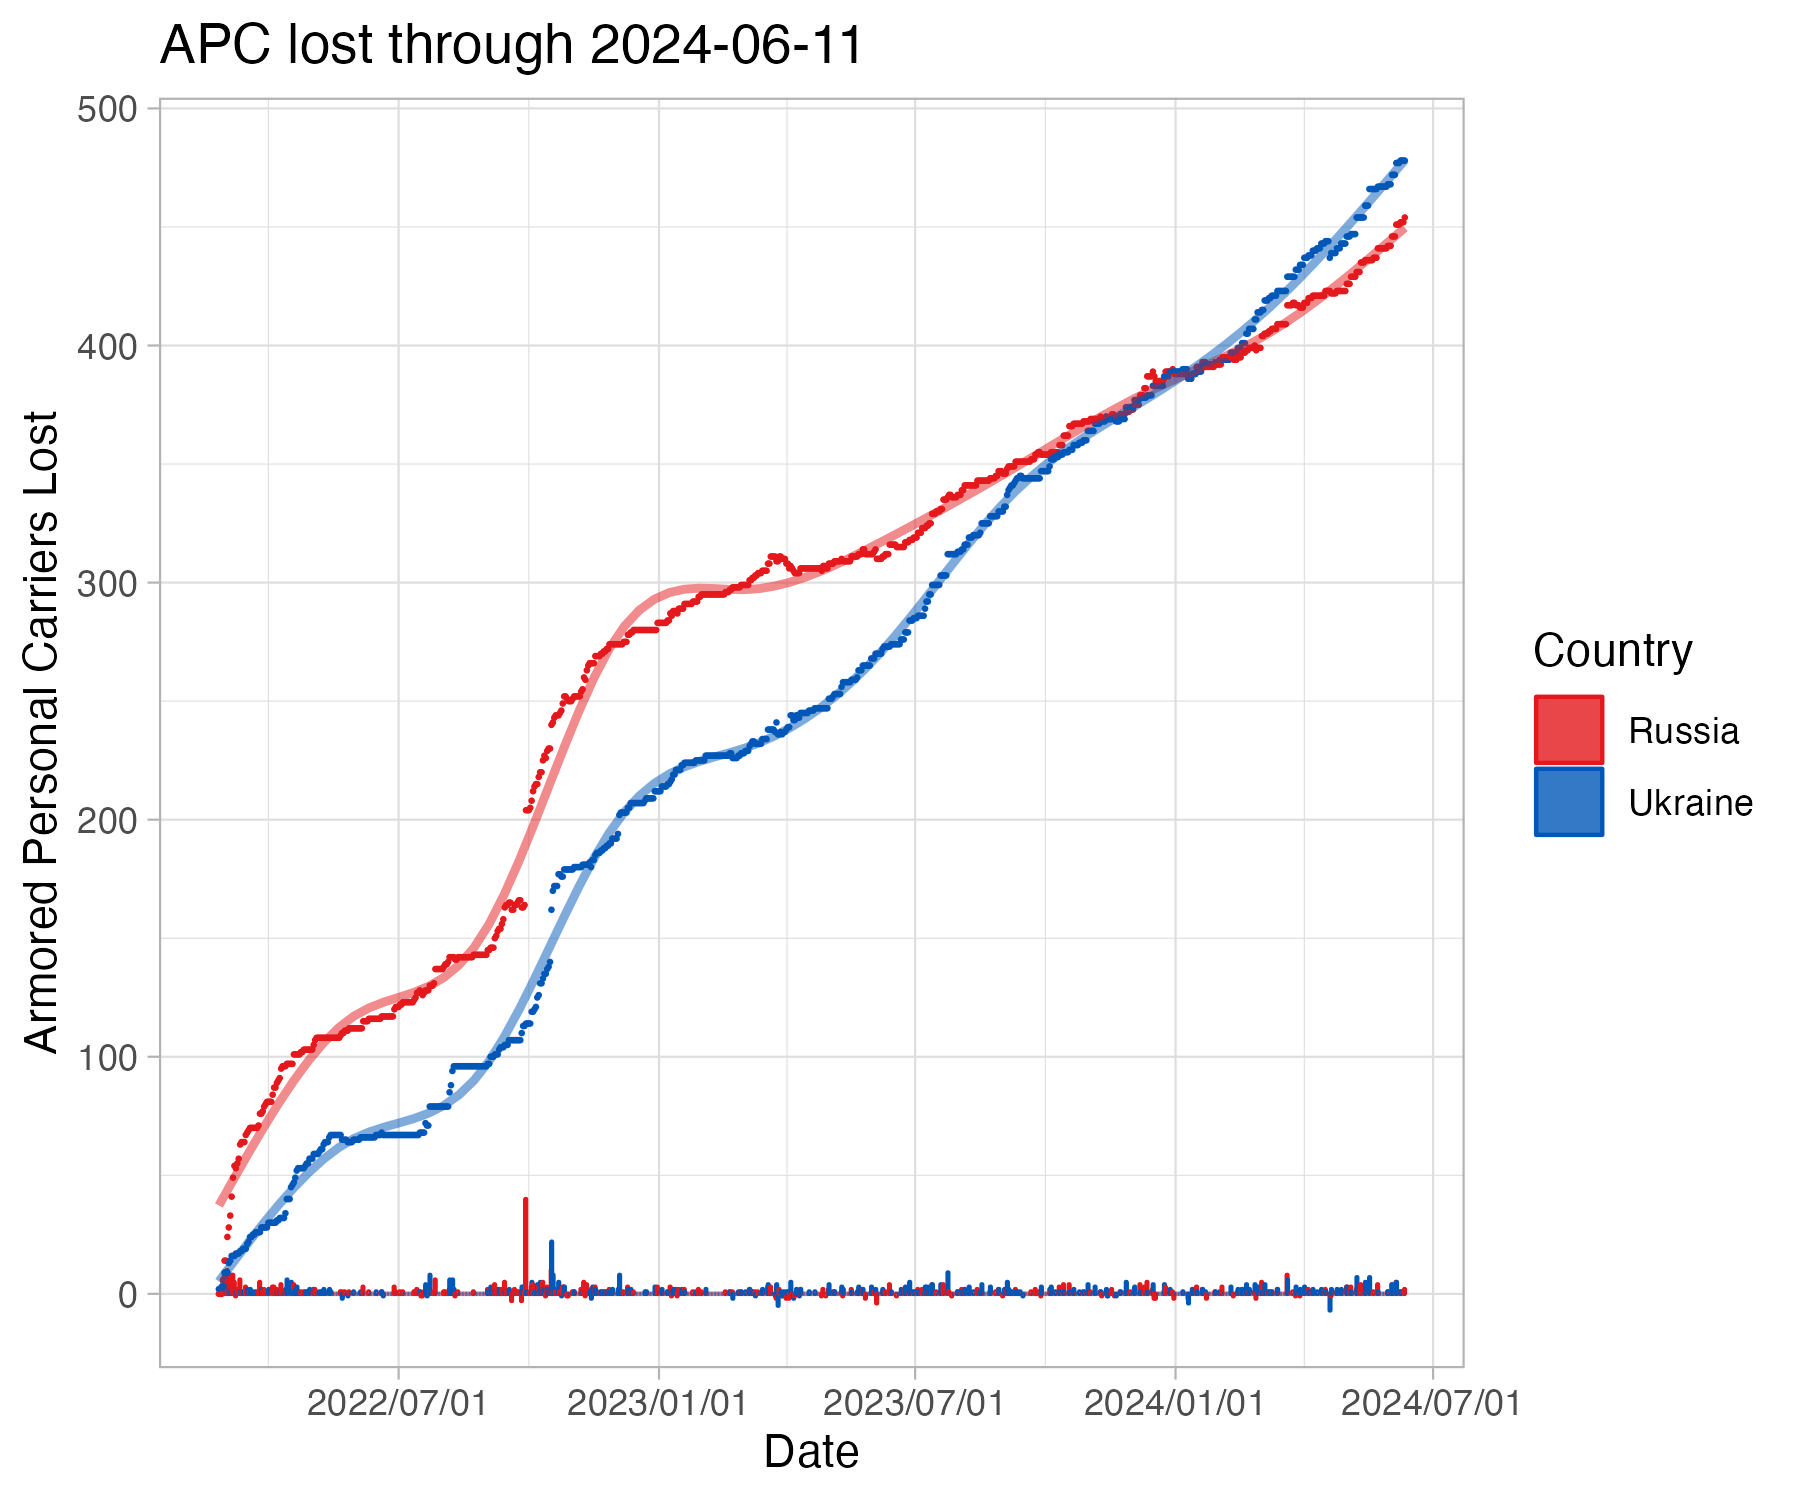 APC lost through 2024-06-11
Armored Personal Carriers Lost
500
400
300
200
100
0
2022/07/01
2023/01/01
2023/07/01
2024/01/01
2024/07/01
Date
Country
Russia
Ukraine